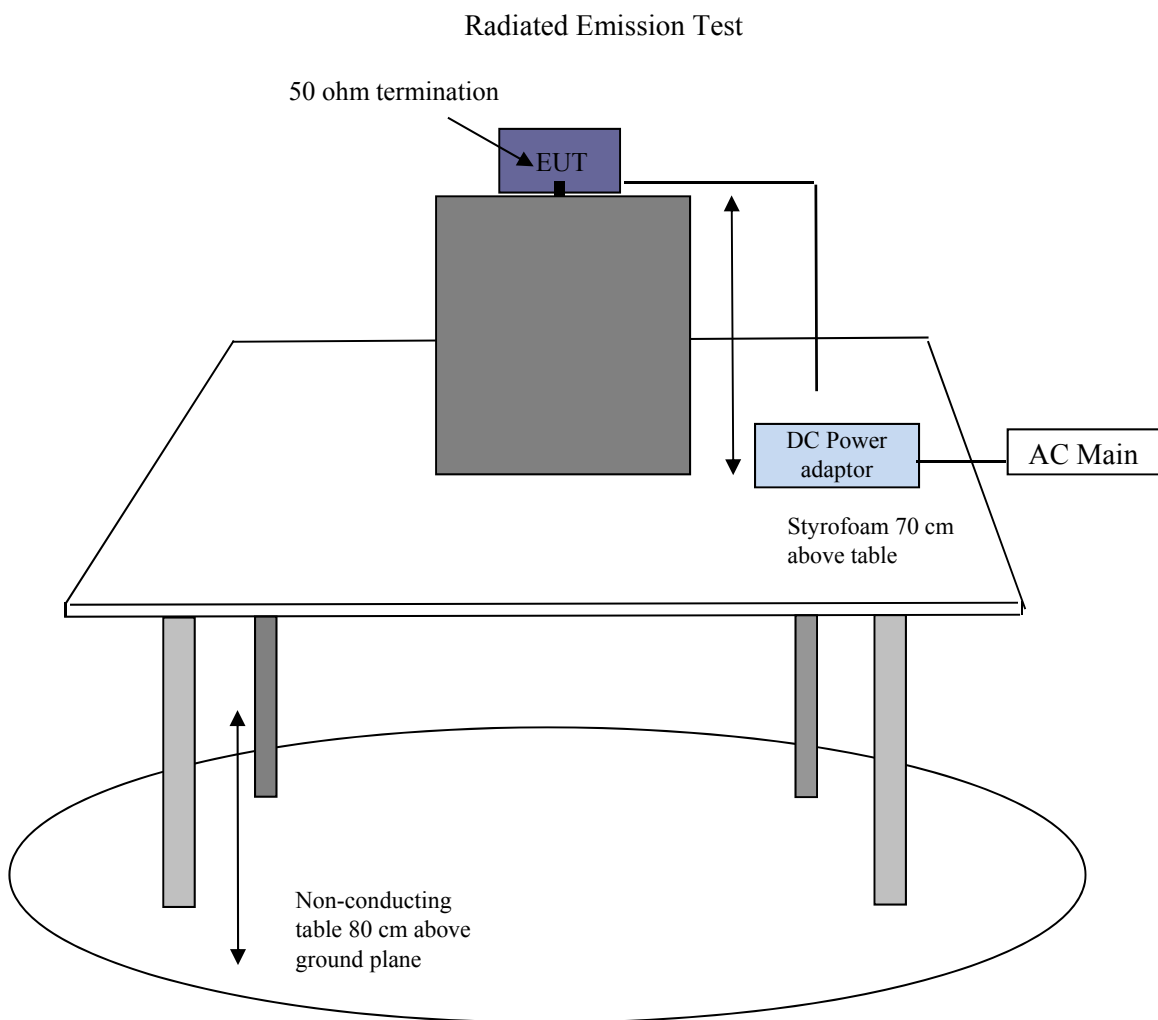 Radiated Emission Test
50 ohm termination
EUT
DC Power
adaptor
AC Main
Styrofoam 70 cm
above table
Non-conducting
table 80 cm above
ground plane